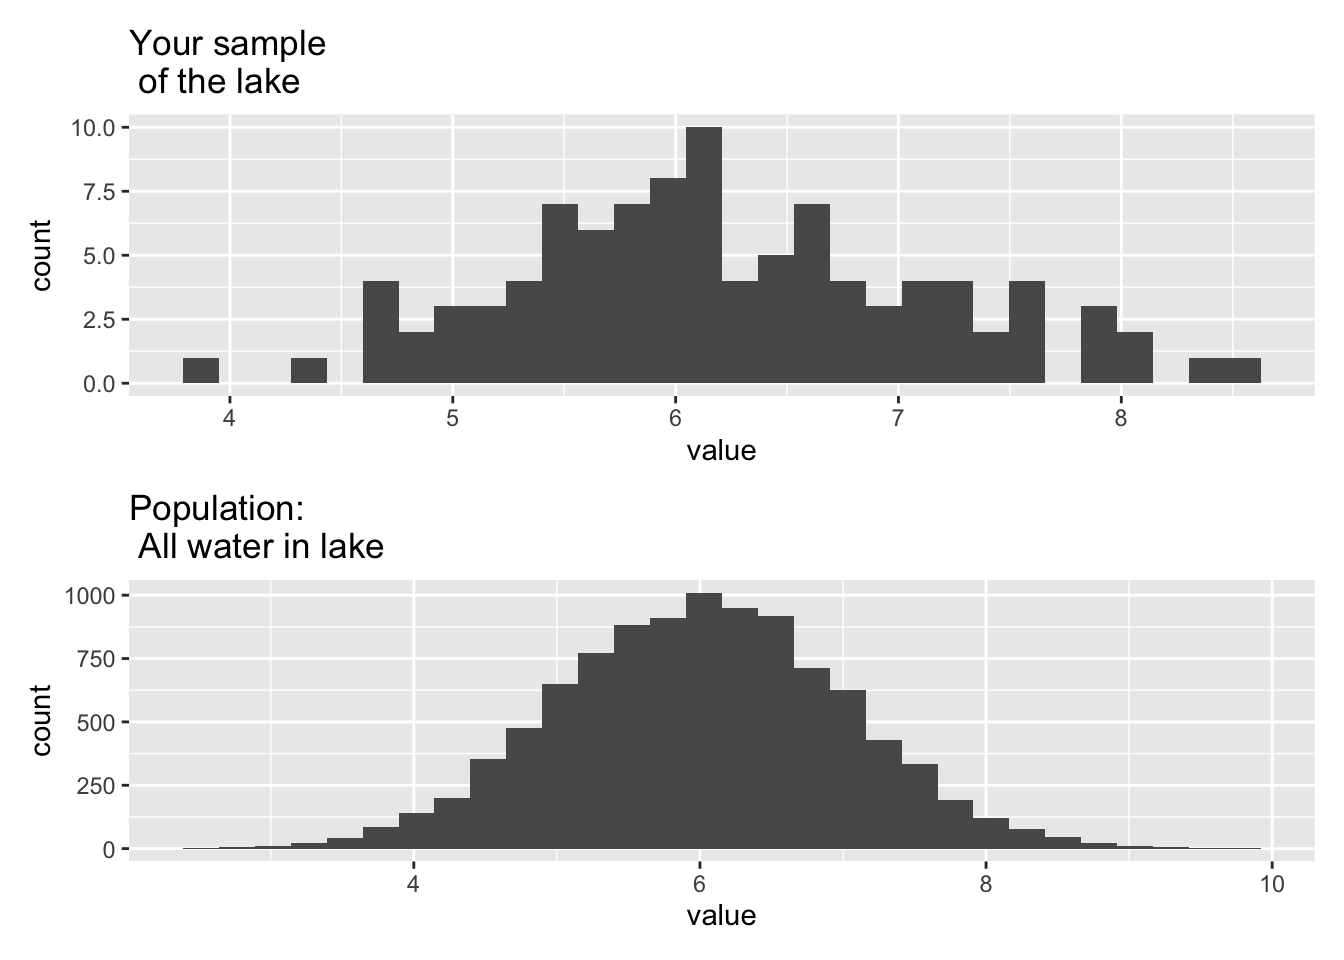 Your sample
of the lake
10.0
7.5
5.0
2.5
0.0
count
4 5 6 7 8
value
Population:
All water in lake
1000
750
500
250
0
count
4 6 8 10
value